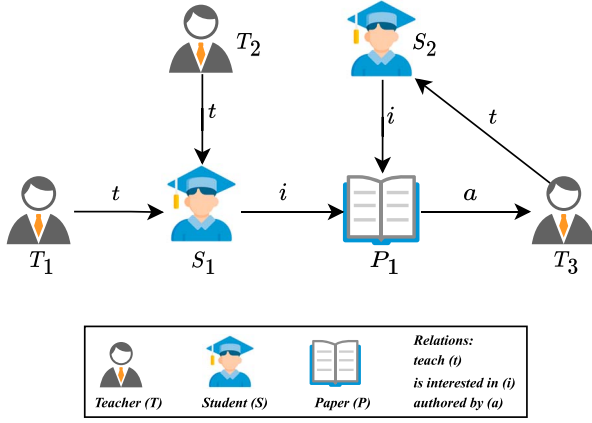 T2
S2
t
i
t
t
i
a
T1
S1
P1
T3
Relations:
teach (t)
is interested in (i)
Teacher (T)
Student (S)
Paper (P)
authored by (a)